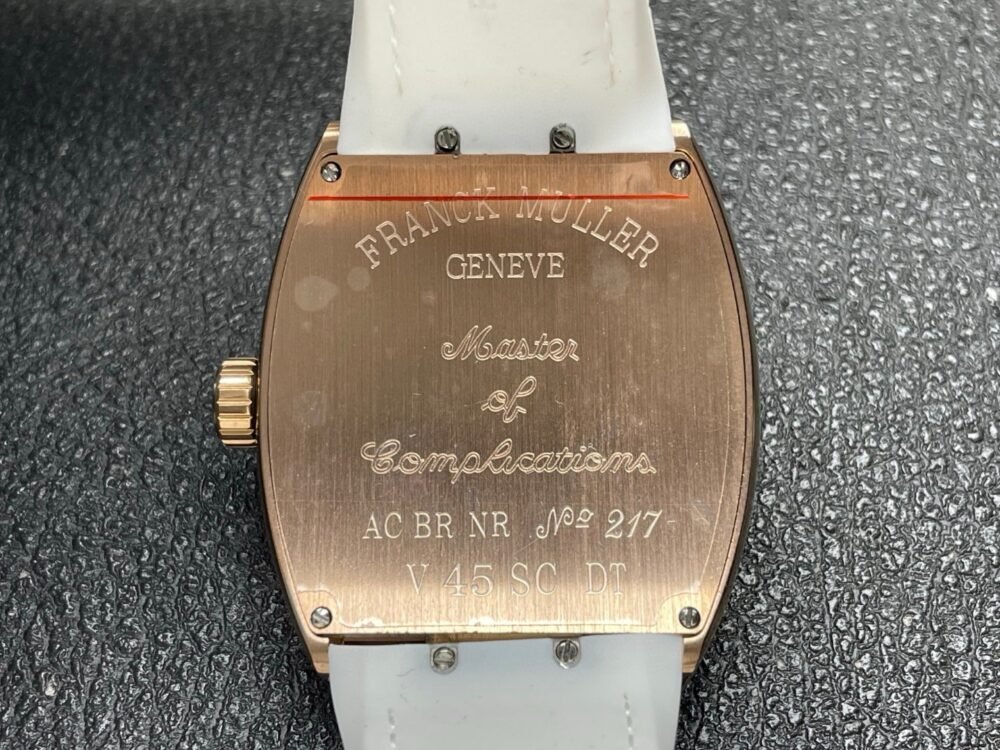 FRANCK MULLER
GENEVE
Master
of
Complications
AC BR NR Nº 217
V 45 SC DT